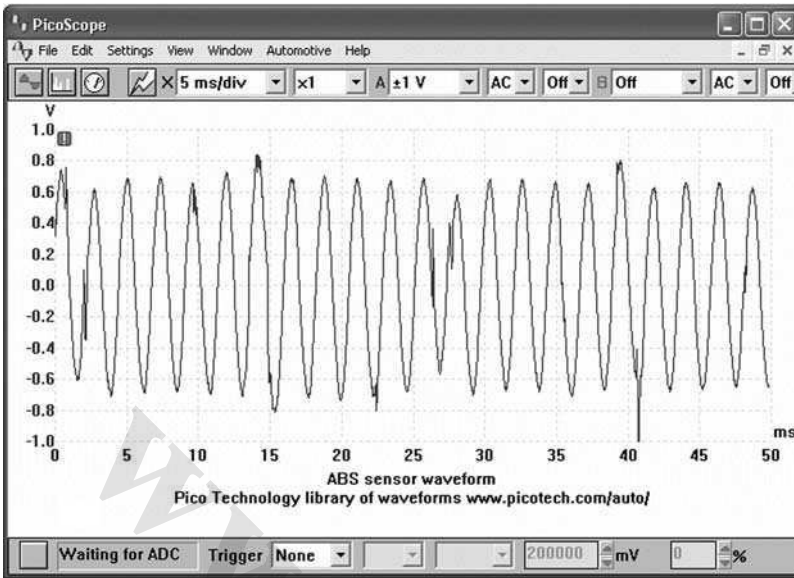 PicoScope
File Edit Settings View Window Automotive Help
X 5 ms/div x1 A ±1 V AC Off B Off AC Off
V
1.0
0.8
0.6
0.4
0.2
0.0
-0.2
-0.4
-0.6
-0.8
-1.0
ms
0 5 10 15 20 25 30 35 40 45 50
ABS sensor waveform
Pico Technology library of waveforms www.picotech.com/auto/
Waiting for ADC Trigger None 200000 mV 0 %